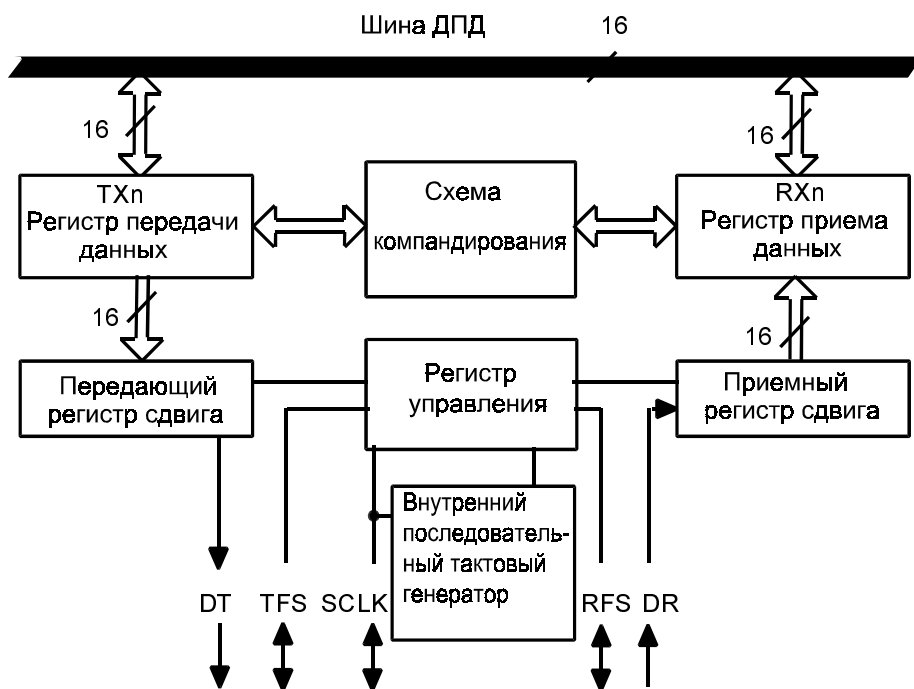 Шина ДПД
16
16
16
TXn
Регистр передачи
данных
Схема
компандирования
RXn
Регистр приема
данных
16
16
Передающий
регистр сдвига
Регистр
управления
Приемный
регистр сдвига
Внутренний
последователь-
ный тактовый
генератор
DT TFS SCLK RFS DR